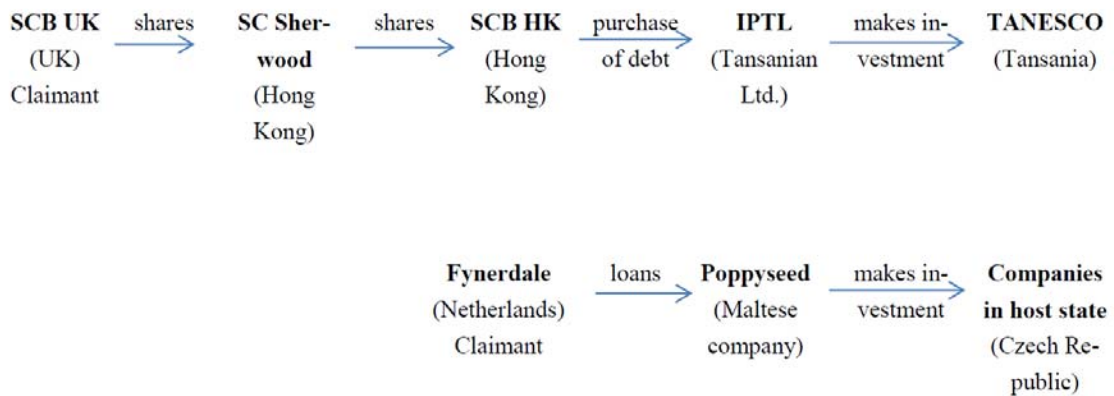 SCB UK shares SC Sher- shares SCB HK purchase IPTL makes in- TANESCO
(UK) wood (Hong of debt (Tansanian vestment (Tansania)
Claimant (Hong Kong) Ltd.)
Kong)
Fynerdale loans Poppyseed makes in- Companies
(Netherlands) (Maltese vestment in host state
Claimant company) (Czech Re-
public)